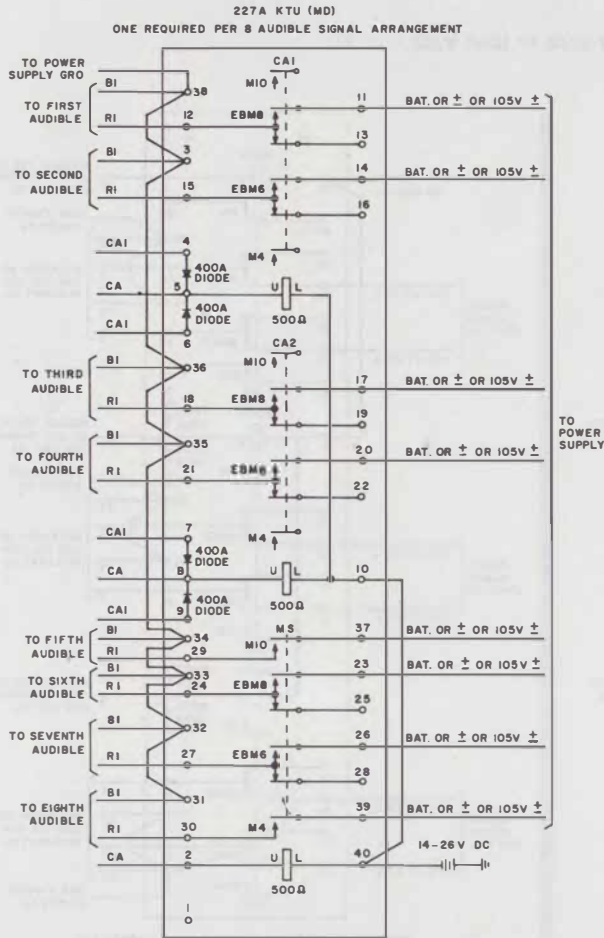 227A KTU (MD)
ONE REQUIRED PER 8 AUDIBLE SIGNAL ARRANGEMENT
TO POWER
SUPPLY GRO
CA1
M10
B1
38
TO FIRST
AUDIBLE
R1
12
EBM8
11
BAT. OR ± OR 105V ±
13
B1
3
TO SECOND
AUDIBLE
R1
15
EBM6
14
BAT. OR ± OR 105V ±
16
CA1
4
M4
400A
DIODE
CA
5
U
L
400A
DIODE
500Ω
CA1
6
CA2
M10
B1
36
TO THIRD
AUDIBLE
R1
18
EBM8
17
BAT. OR ± OR 105V ±
19
B1
35
TO FOURTH
AUDIBLE
R1
21
EBM6
20
BAT. OR ± OR 105V ±
22
TO
POWER
SUPPLY
CA1
7
M4
400A
DIODE
CA
8
U
L
10
400A
DIODE
500Ω
CA1
9
B1
34
TO FIFTH
AUDIBLE
R1
29
MS
M10
37
BAT. OR ± OR 105V ±
B1
33
TO SIXTH
AUDIBLE
R1
24
EBM8
23
BAT. OR ± OR 105V ±
25
B1
32
TO SEVENTH
AUDIBLE
R1
27
EBM6
26
BAT. OR ± OR 105V ±
28
B1
31
TO EIGHTH
AUDIBLE
R1
30
M4
39
BAT. OR ± OR 105V ±
CA
2
U
L
40
14-26V DC
500Ω
1